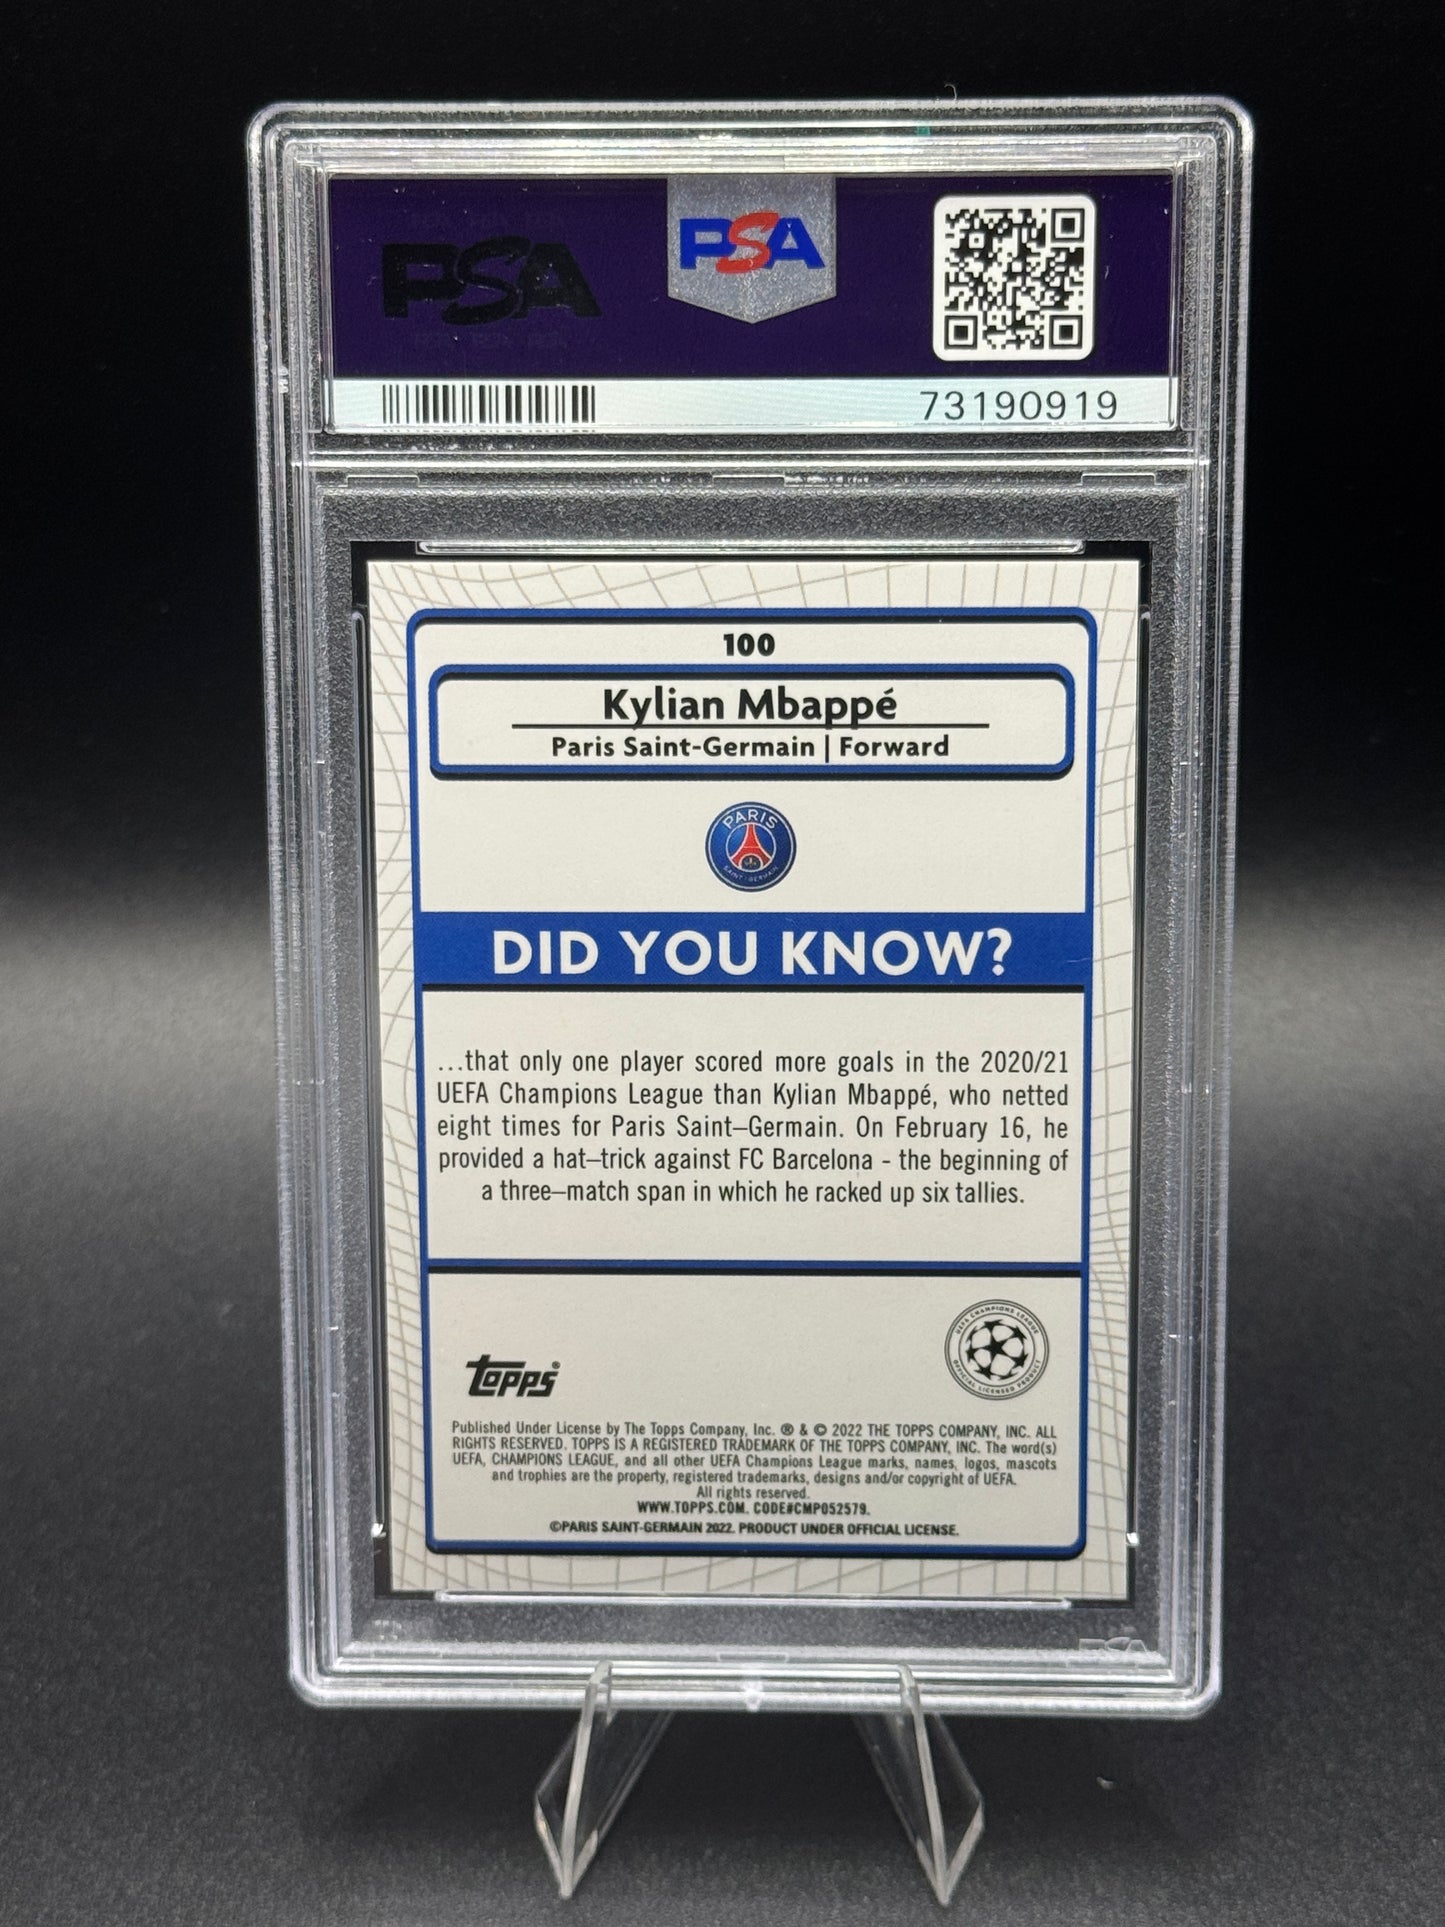 PSA
PSA
73190919
100
Kylian Mbappé
Paris Saint-Germain | Forward
PARIS
SAINT-GERMAIN
DID YOU KNOW?
...that only one player scored more goals in the 2020/21
UEFA Champions League than Kylian Mbappé, who netted
eight times for Paris Saint–Germain. On February 16, he
provided a hat–trick against FC Barcelona - the beginning of
a three–match span in which he racked up six tallies.
UEFA CHAMPIONS LEAGUE
OFFICIAL LICENSED PRODUCT
Topps®
Published Under License by The Topps Company, Inc. ® & © 2022 THE TOPPS COMPANY, INC. ALL
RIGHTS RESERVED. TOPPS IS A REGISTERED TRADEMARK OF THE TOPPS COMPANY, INC. The word(s)
UEFA, CHAMPIONS LEAGUE, and all other UEFA Champions League marks, names, logos, mascots
and trophies are the property, registered trademarks, designs and/or copyright of UEFA.
All rights reserved.
WWW.TOPPS.COM. CODE#CMP052579.
©PARIS SAINT-GERMAIN 2022. PRODUCT UNDER OFFICIAL LICENSE.
PSA